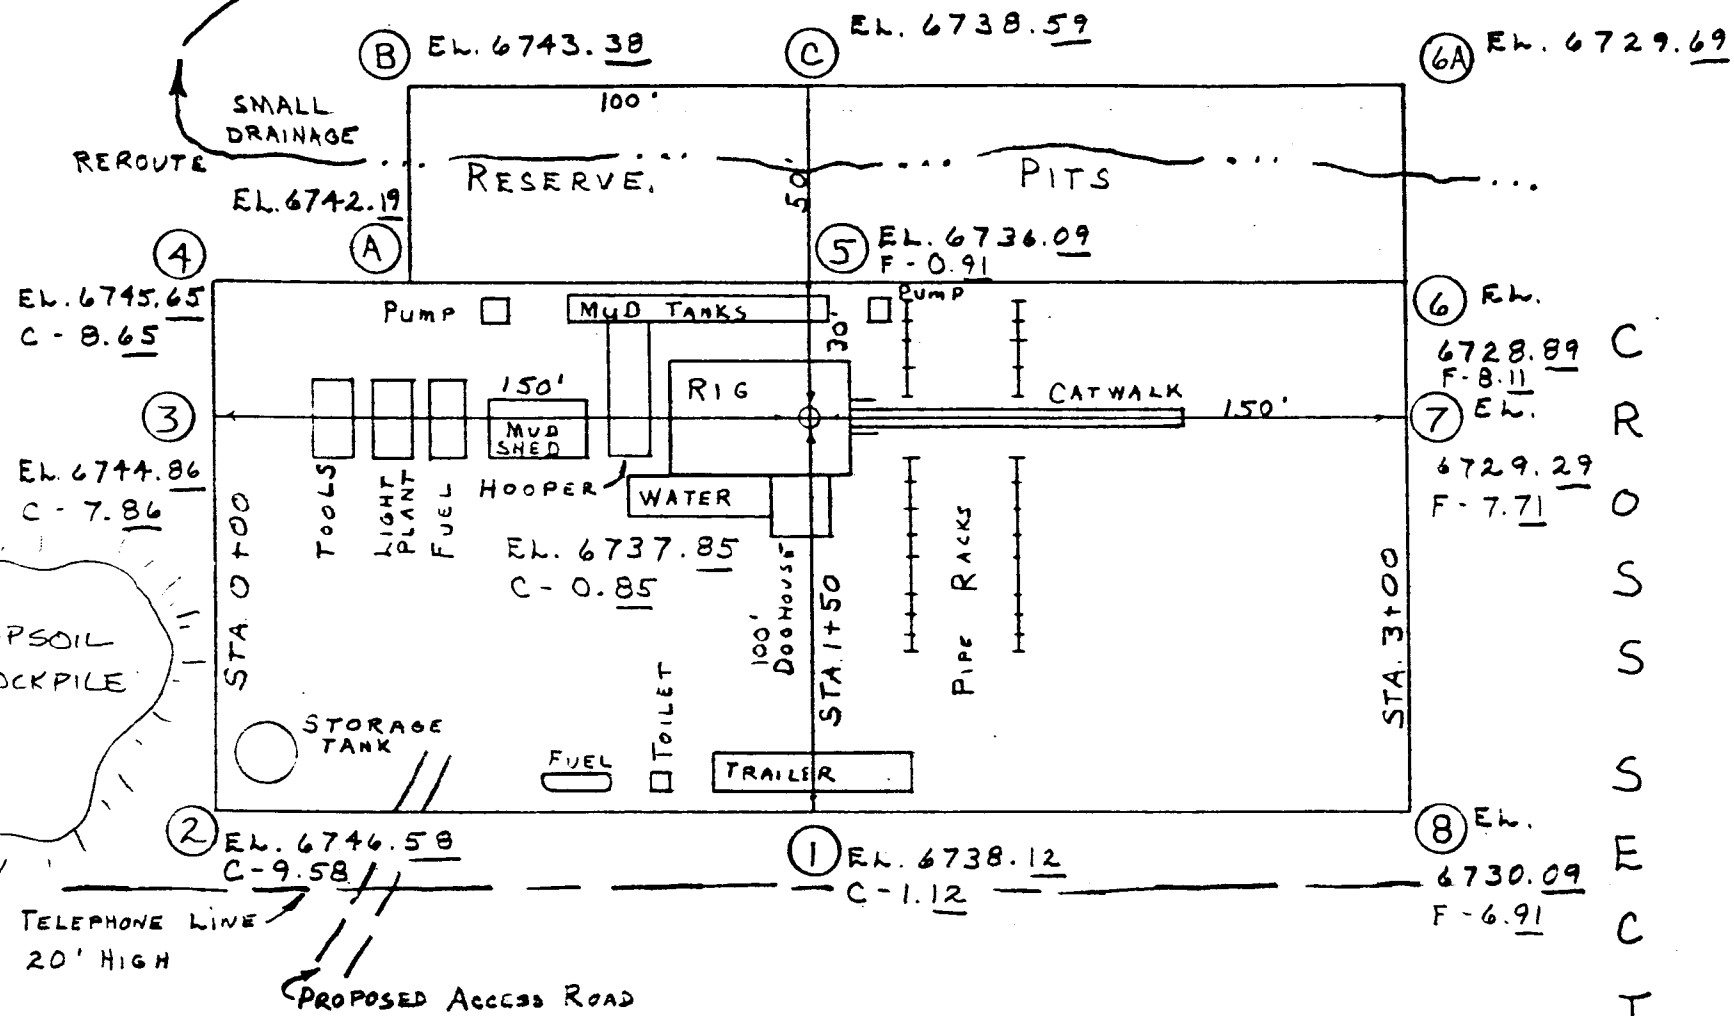 B EL. 6743.38
C EL. 6738.59
6A EL. 6729.69
100'
SMALL
DRAINAGE
REROUTE
RESERVE.
50'
PITS
EL. 6742.19
A
4
EL. 6745.65
C - 8.65
5 EL. 6736.09
F - 0.91
Pump
MUD TANKS
Pump
30'
6 EL.
6728.89
F - 8.11
3
150'
RIG
CATWALK
150'
7 EL.
6729.29
F - 7.71
MUD
SHED
EL. 6744.86
C - 7.86
TOOLS
LIGHT
PLANT
FUEL
HOOPER
WATER
EL. 6737.85
C - 0.85
STA. 0+00
100'
DOGHOUSE
STA. 1+50
PIPE RACKS
STA. 3+00
PSOIL
OCKPILE
STORAGE
TANK
FUEL
TOILET
TRAILER
2 EL. 6746.58
C - 9.58
1 EL. 6738.12
C - 1.12
8 EL.
6730.09
F - 6.91
TELEPHONE LINE
20' HIGH
PROPOSED ACCESS ROAD
CROSS SECT